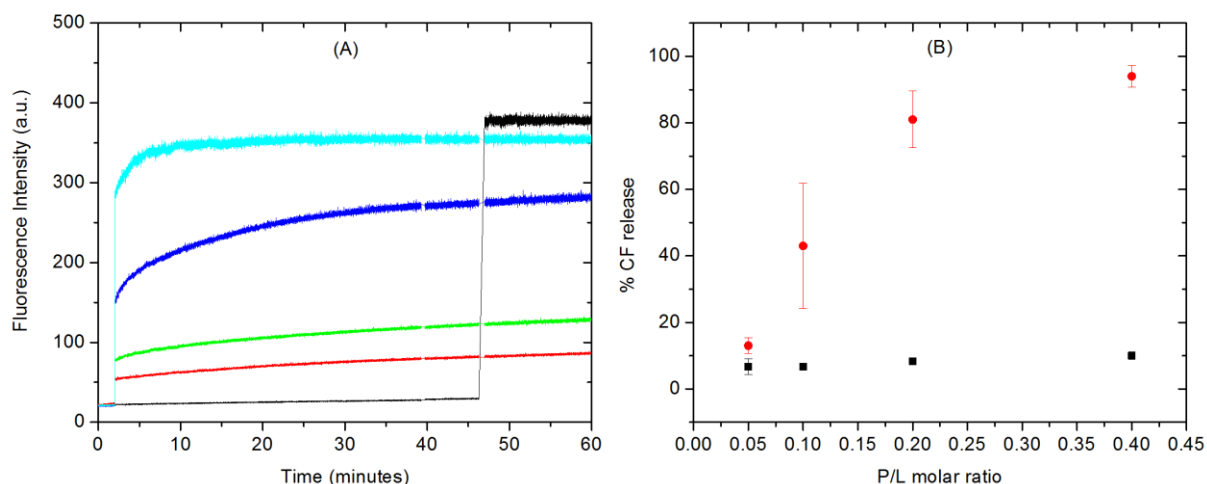 (A)
500
400
300
200
100
0
Fluorescence Intensity (a.u.)
0 10 20 30 40 50 60
Time (minutes)
(B)
100
80
60
40
20
0
% CF release
0.00 0.05 0.10 0.15 0.20 0.25 0.30 0.35 0.40 0.45
P/L molar ratio